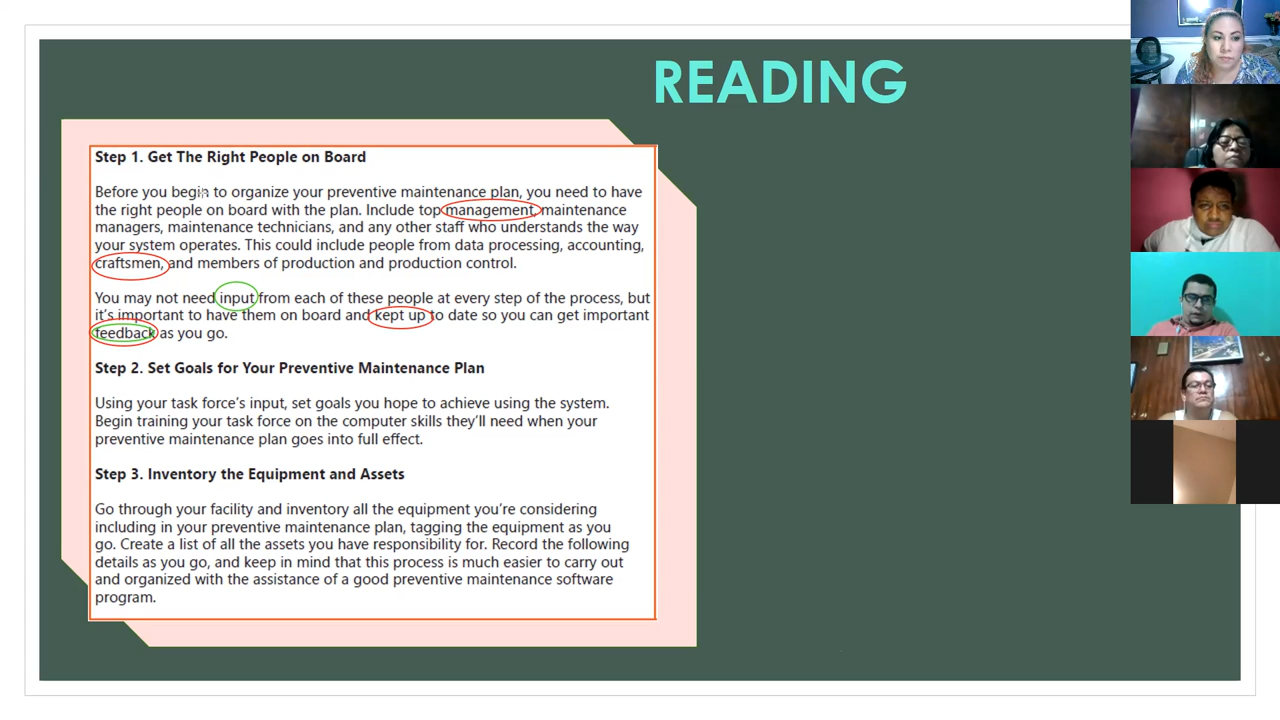 READING
Step 1. Get The Right People on Board
Before you begin to organize your preventive maintenance plan, you need to have
the right people on board with the plan. Include top management, maintenance
managers, maintenance technicians, and any other staff who understands the way
your system operates. This could include people from data processing, accounting,
craftsmen, and members of production and production control.
You may not need input from each of these people at every step of the process, but
it's important to have them on board and kept up to date so you can get important
feedback as you go.
Step 2. Set Goals for Your Preventive Maintenance Plan
Using your task force's input, set goals you hope to achieve using the system.
Begin training your task force on the computer skills they'll need when your
preventive maintenance plan goes into full effect.
Step 3. Inventory the Equipment and Assets
Go through your facility and inventory all the equipment you're considering
including in your preventive maintenance plan, tagging the equipment as you
go. Create a list of all the assets you have responsibility for. Record the following
details as you go, and keep in mind that this process is much easier to carry out
and organized with the assistance of a good preventive maintenance software
program.